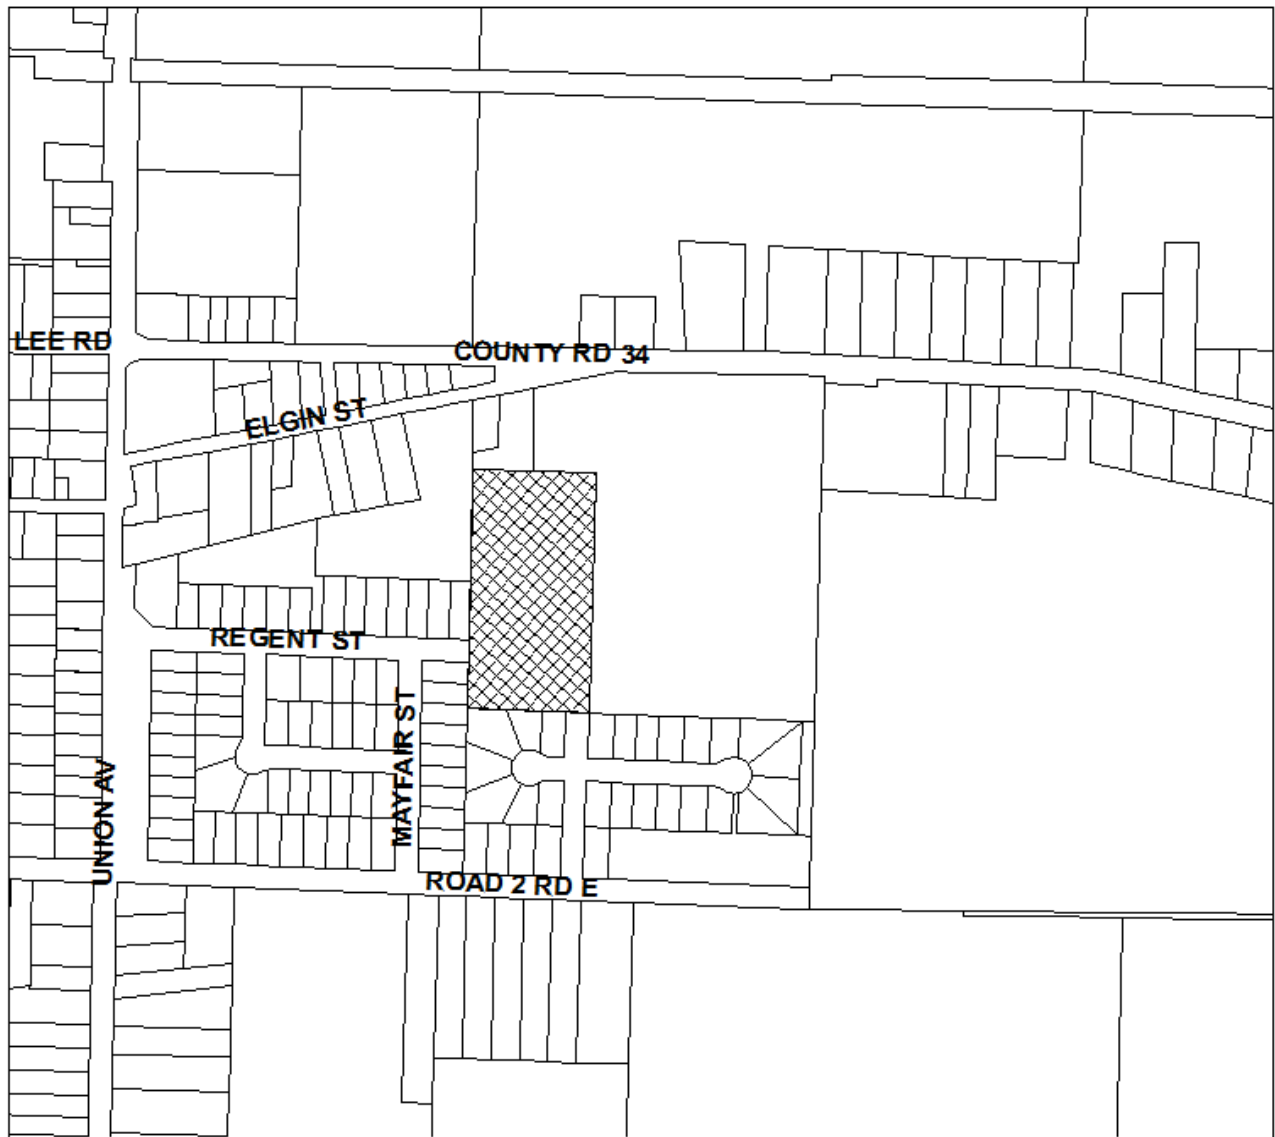 LEE RD
COUNTY RD 34
ELGIN ST
REGENT ST
MAYFAIR ST
UNION AV
ROAD 2 RD E